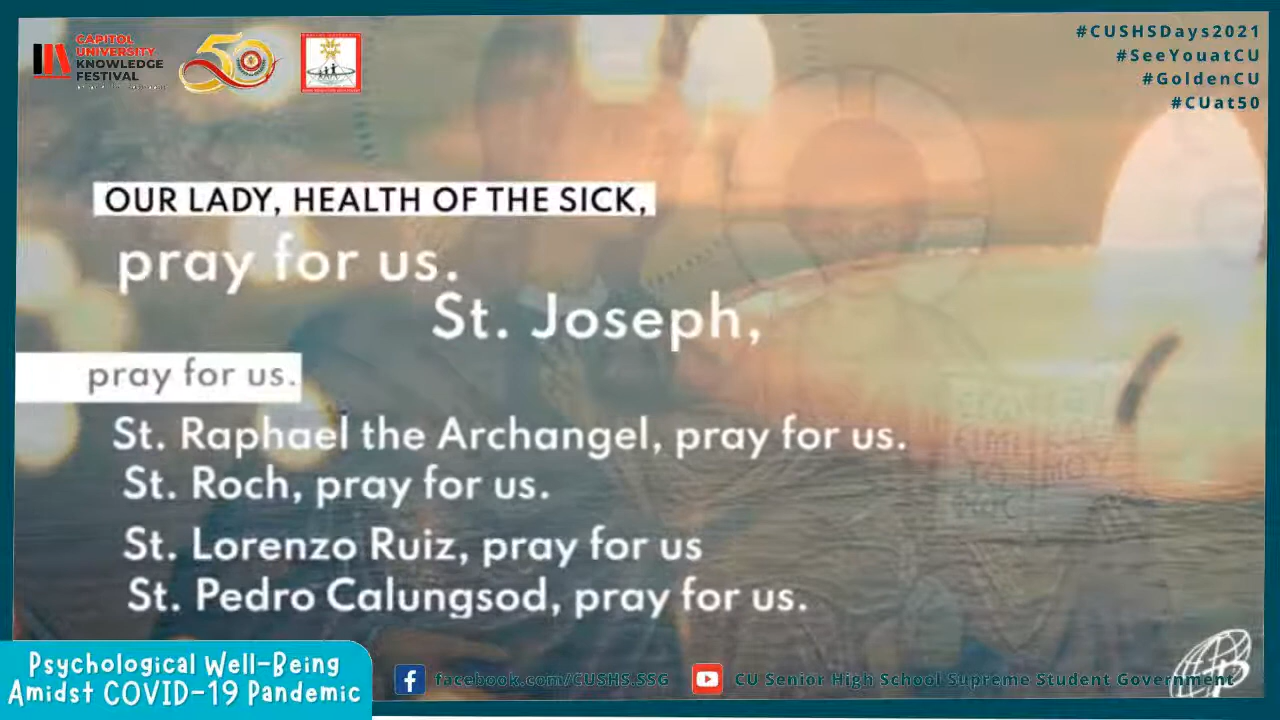 CAPITOL
UNIVERSITY
KNOWLEDGE
FESTIVAL
50
#CUSHSDays2021
#SeeYouatCU
#GoldenCU
#CUat50
OUR LADY, HEALTH OF THE SICK,
pray for us.
St. Joseph,
pray for us.
St. Raphael the Archangel, pray for us.
St. Roch, pray for us.
St. Lorenzo Ruiz, pray for us
St. Pedro Calungsod, pray for us.
Psychological Well-Being
Amidst COVID-19 Pandemic
facebook.com/CUSHS.SSG
CU Senior High School Supreme Student Government